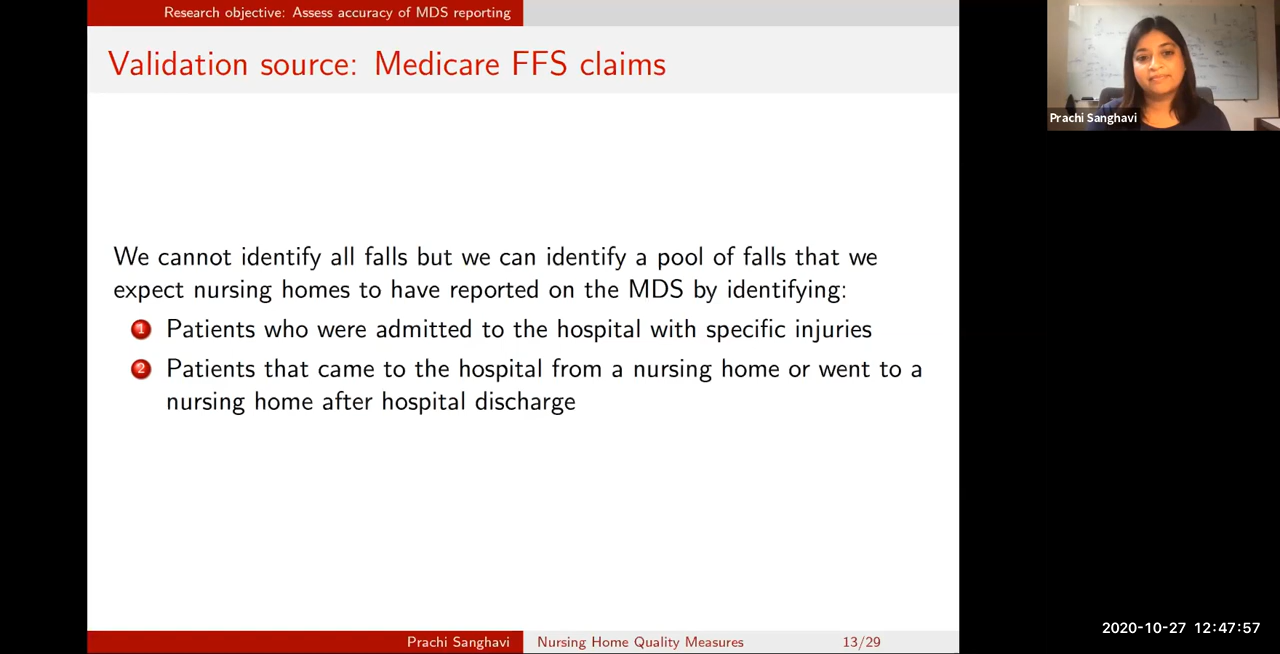 Research objective: Assess accuracy of MDS reporting
Validation source: Medicare FFS claims
Prachi Sanghavi
We cannot identify all falls but we can identify a pool of falls that we
expect nursing homes to have reported on the MDS by identifying:
1 Patients who were admitted to the hospital with specific injuries
2 Patients that came to the hospital from a nursing home or went to a
nursing home after hospital discharge
Prachi Sanghavi Nursing Home Quality Measures 13/29
2020-10-27 12:47:57